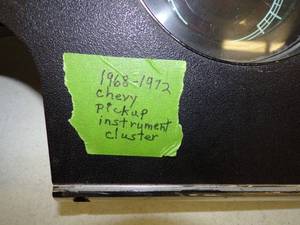 1968-1972
chevy
pickup
instrument
cluster